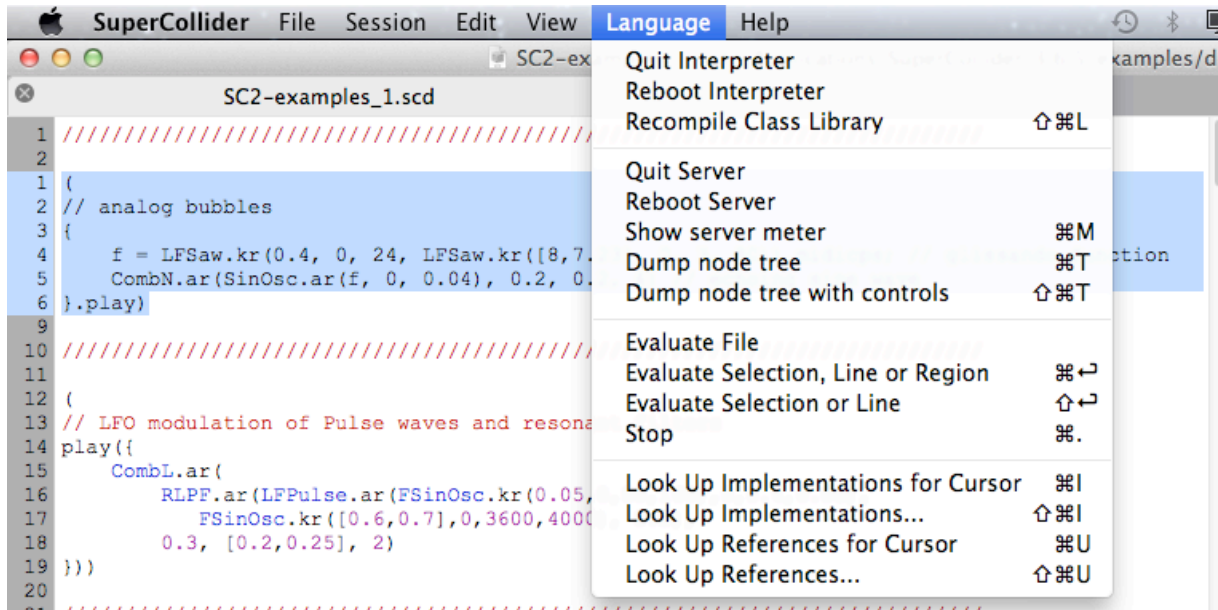 SuperCollider File Session Edit View Language Help
SC2-ex xamples/d
SC2-examples_1.scd
Quit Interpreter
Reboot Interpreter
Recompile Class Library ⇧⌘L
Quit Server
Reboot Server
Show server meter ⌘M
Dump node tree ⌘T
Dump node tree with controls ⇧⌘T
Evaluate File
Evaluate Selection, Line or Region ⌘↩
Evaluate Selection or Line ⇧↩
Stop ⌘.
Look Up Implementations for Cursor ⌘I
Look Up Implementations... ⇧⌘I
Look Up References for Cursor ⌘U
Look Up References... ⇧⌘U
1 ///////////////////////////////////////////
2
1 (
2 // analog bubbles
3 {
4 f = LFSaw.kr(0.4, 0, 24, LFSaw.kr([8,7. ction
5 CombN.ar(SinOsc.ar(f, 0, 0.04), 0.2, 0.
6 }.play)
9
10 ///////////////////////////////////////////
11
12 (
13 // LFO modulation of Pulse waves and resona
14 play({
15 CombL.ar(
16 RLPF.ar(LFPulse.ar(FSinOsc.kr(0.05,
17 FSinOsc.kr([0.6,0.7],0,3600,4000
18 0.3, [0.2,0.25], 2)
19 }))
20